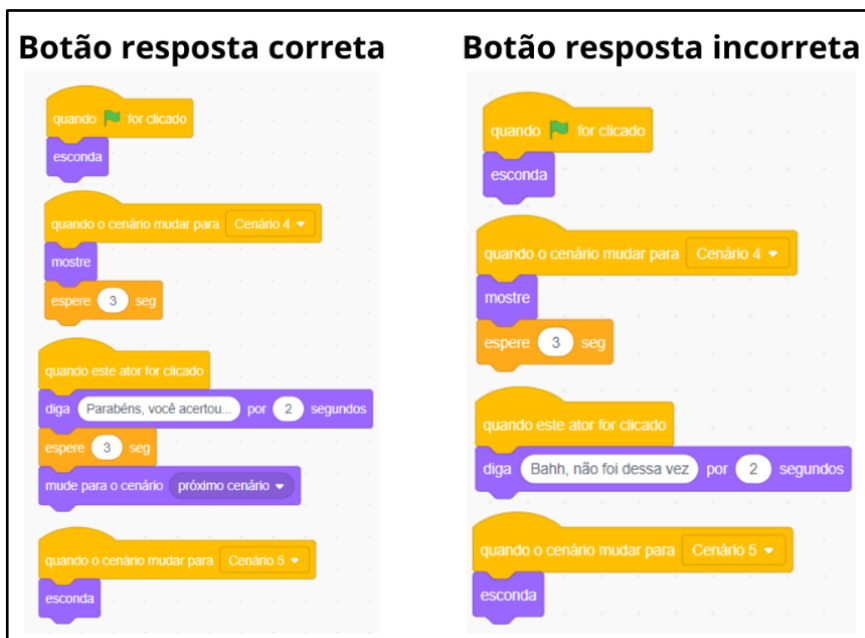 Botão resposta correta
quando for clicado
esconda
quando o cenário mudar para Cenário 4
mostre
espere 3 seg
quando este ator for clicado
diga Parabéns, você acertou... por 2 segundos
espere 3 seg
mude para o cenário próximo cenário
quando o cenário mudar para Cenário 5
esconda
Botão resposta incorreta
quando for clicado
esconda
quando o cenário mudar para Cenário 4
mostre
espere 3 seg
quando este ator for clicado
diga Bahh, não foi dessa vez por 2 segundos
quando o cenário mudar para Cenário 5
esconda